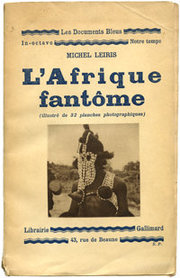 Les Documents Bleus
In-octavo Notre temps
MICHEL LEIRIS
L'Afrique
fantôme
(illustré de 32 planches photographiques)
Librairie Gallimard
43, rue de Beaune